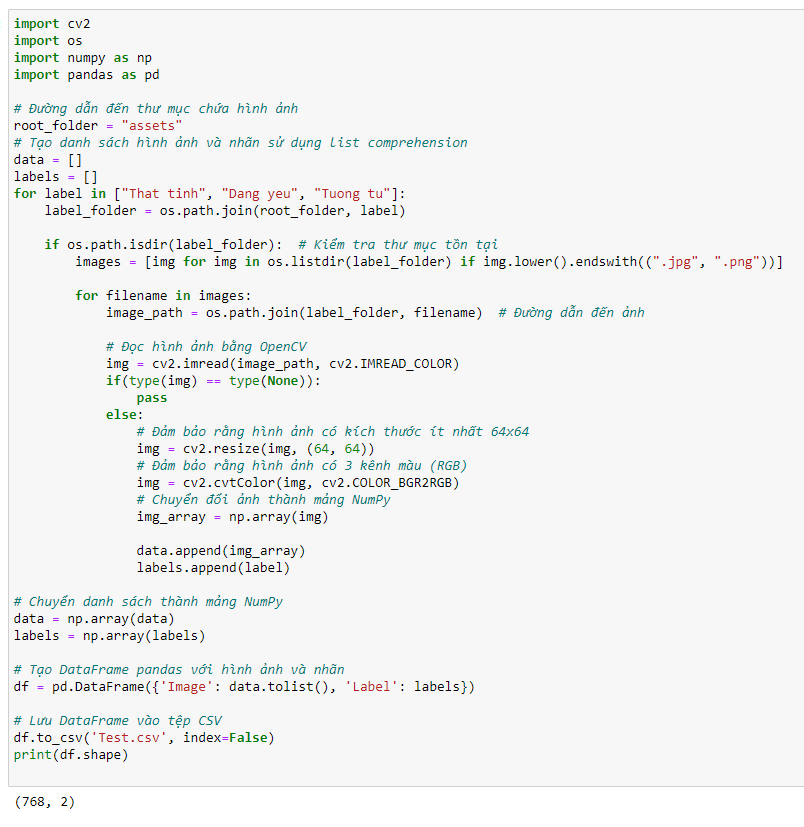 import cv2
import os
import numpy as np
import pandas as pd

# Đường dẫn đến thư mục chứa hình ảnh
root_folder = "assets"
# Tạo danh sách hình ảnh và nhãn sử dụng list comprehension
data = []
labels = []
for label in ["That tinh", "Dang yeu", "Tuong tu"]:
    label_folder = os.path.join(root_folder, label)

    if os.path.isdir(label_folder):  # Kiểm tra thư mục tồn tại
        images = [img for img in os.listdir(label_folder) if img.lower().endswith((".jpg", ".png"))]

        for filename in images:
            image_path = os.path.join(label_folder, filename)  # Đường dẫn đến ảnh

            # Đọc hình ảnh bằng OpenCV
            img = cv2.imread(image_path, cv2.IMREAD_COLOR)
            if(type(img) == type(None)):
                pass
            else:
                # Đảm bảo rằng hình ảnh có kích thước ít nhất 64x64
                img = cv2.resize(img, (64, 64))
                # Đảm bảo rằng hình ảnh có 3 kênh màu (RGB)
                img = cv2.cvtColor(img, cv2.COLOR_BGR2RGB)
                # Chuyển đổi ảnh thành mảng NumPy
                img_array = np.array(img)

                data.append(img_array)
                labels.append(label)

# Chuyển danh sách thành mảng NumPy
data = np.array(data)
labels = np.array(labels)

# Tạo DataFrame pandas với hình ảnh và nhãn
df = pd.DataFrame({'Image': data.tolist(), 'Label': labels})

# Lưu DataFrame vào tệp CSV
df.to_csv('Test.csv', index=False)
print(df.shape)

(768, 2)